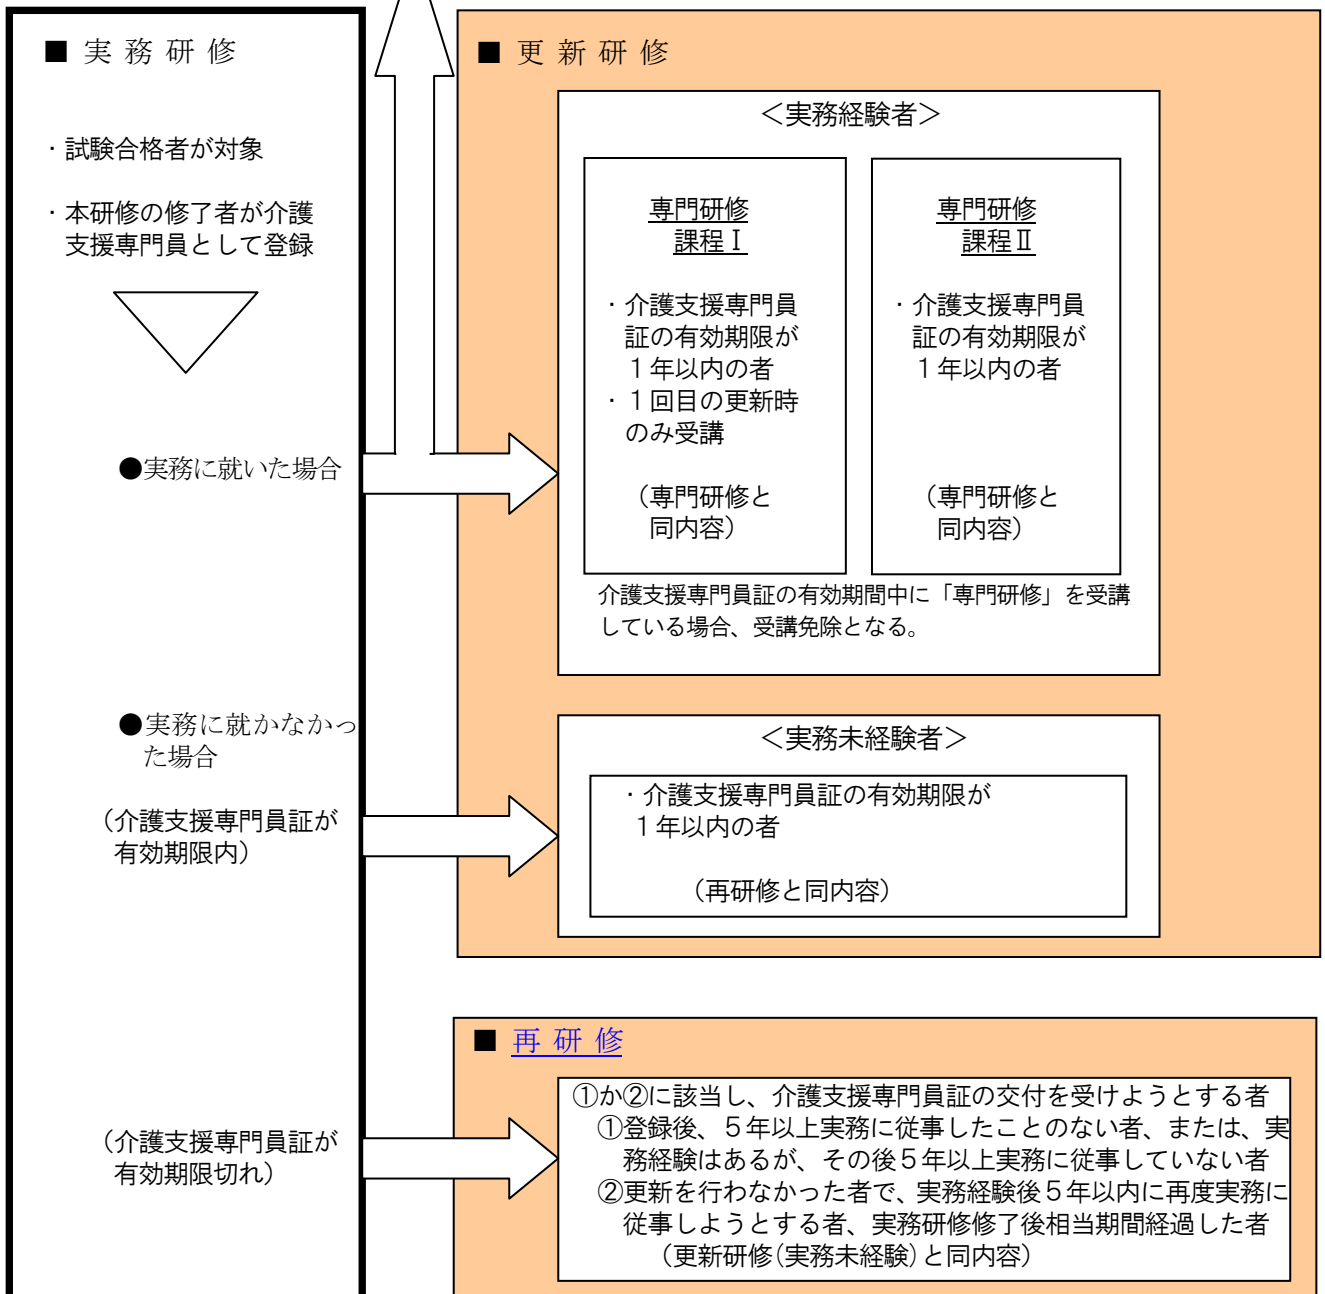 ■ 実務研修
・試験合格者が対象
・本研修の修了者が介護
支援専門員として登録
●実務に就いた場合
●実務に就かなかっ
た場合
（介護支援専門員証が
有効期限内）
（介護支援専門員証が
有効期限切れ）
■ 更新研修
＜実務経験者＞
専門研修
課程Ⅰ
・介護支援専門員
証の有効期限が
１年以内の者
・１回目の更新時
のみ受講
（専門研修と
同内容）
専門研修
課程Ⅱ
・介護支援専門員
証の有効期限が
１年以内の者
（専門研修と
同内容）
介護支援専門員証の有効期間中に「専門研修」を受講
している場合、受講免除となる。
＜実務未経験者＞
・介護支援専門員証の有効期限が
１年以内の者
（再研修と同内容）
■ 再研修
①か②に該当し、介護支援専門員証の交付を受けようとする者
①登録後、５年以上実務に従事したことのない者、または、実
務経験はあるが、その後５年以上実務に従事していない者
②更新を行わなかった者で、実務経験後５年以内に再度実務に
従事しようとする者、実務研修修了後相当期間経過した者
（更新研修(実務未経験)と同内容）